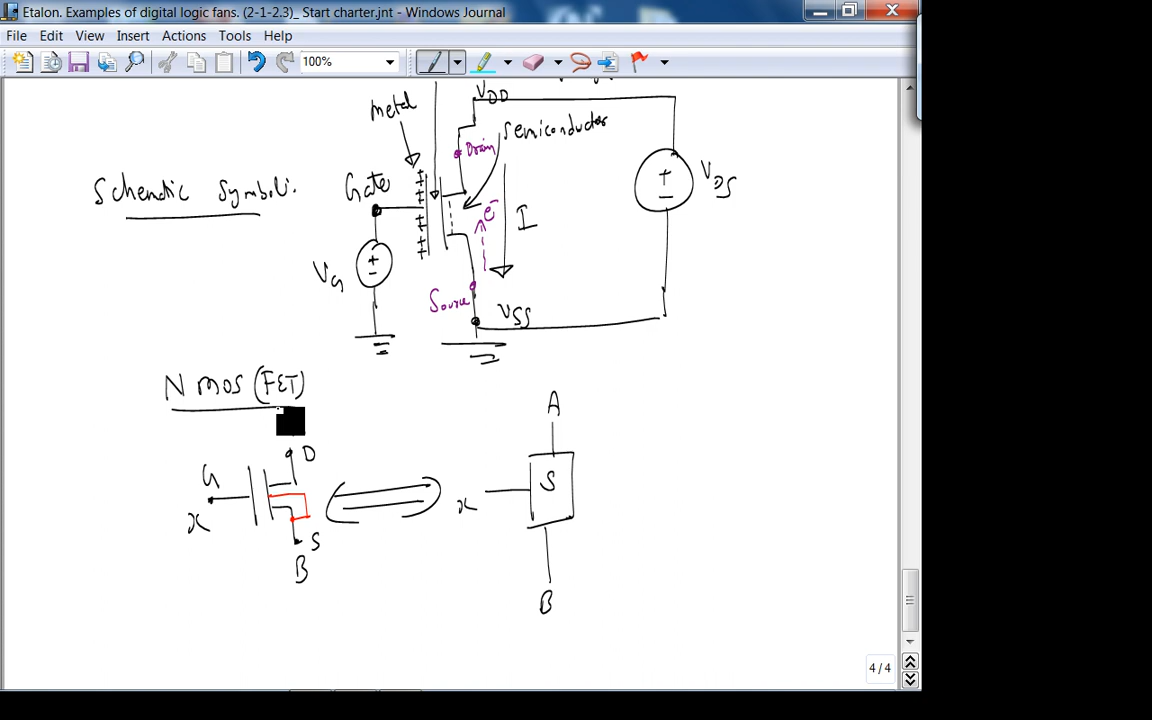 Etalon. Examples of digital logic fans. (2-1-2.3)_ Start charter.jnt - Windows Journal
File Edit View Insert Actions Tools Help
100%
VDD
metal
Semiconductor
Drain
Schemtic Symbol:
Gate
+
-
VDS
e-
I
+
-
VG
Source
VSS
N MOS (FET)
A
D
G
S
X
X
S
B
B
4 / 4